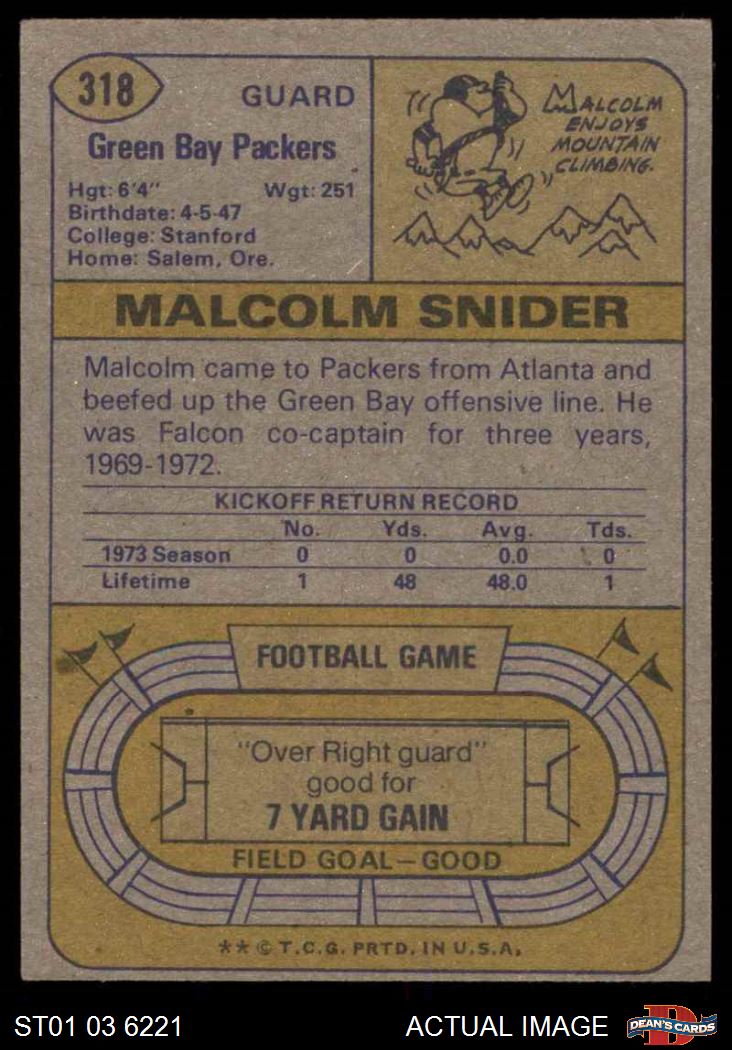 318
GUARD
Green Bay Packers
Hgt: 6'4" Wgt: 251
Birthdate: 4-5-47
College: Stanford
Home: Salem, Ore.
MALCOLM
ENJOYS
MOUNTAIN
CLIMBING.
MALCOLM SNIDER
Malcolm came to Packers from Atlanta and
beefed up the Green Bay offensive line. He
was Falcon co-captain for three years,
1969-1972.
KICKOFF RETURN RECORD
No. Yds. Avg. Tds.
1973 Season 0 0 0.0 0
Lifetime 1 48 48.0 1
FOOTBALL GAME
"Over Right guard"
good for
7 YARD GAIN
FIELD GOAL—GOOD
** © T.C.G. PRTD. IN U.S.A.
ST01 03 6221 ACTUAL IMAGE
D
DEAN'S CARDS